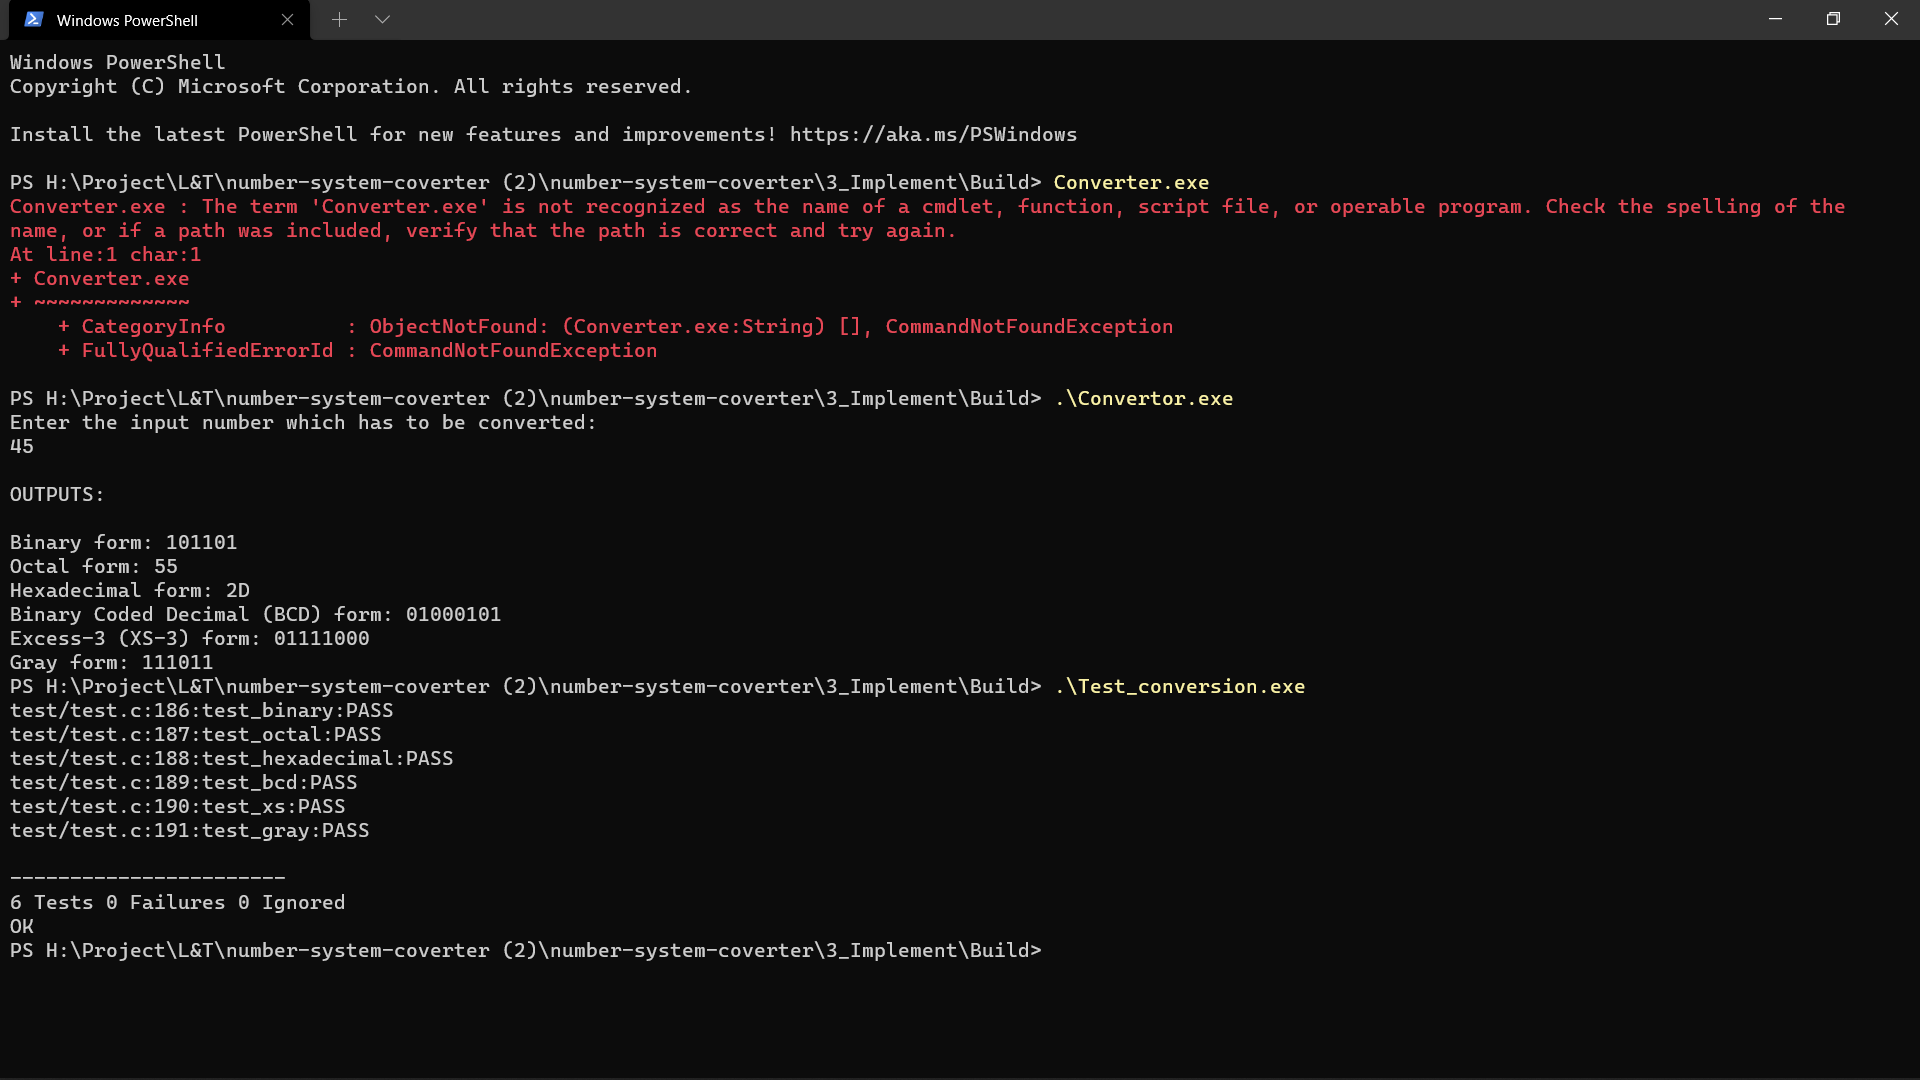 Windows PowerShell
Windows PowerShell
Copyright (C) Microsoft Corporation. All rights reserved.
Install the latest PowerShell for new features and improvements! https://aka.ms/PSWindows
PS H:\Project\L&T\number-system-coverter (2)\number-system-coverter\3_Implement\Build> Converter.exe
Converter.exe : The term 'Converter.exe' is not recognized as the name of a cmdlet, function, script file, or operable program. Check the spelling of the
name, or if a path was included, verify that the path is correct and try again.
At line:1 char:1
+ Converter.exe
+ ~~~~~~~~~~~~~
    + CategoryInfo          : ObjectNotFound: (Converter.exe:String) [], CommandNotFoundException
    + FullyQualifiedErrorId : CommandNotFoundException
PS H:\Project\L&T\number-system-coverter (2)\number-system-coverter\3_Implement\Build> .\Convertor.exe
Enter the input number which has to be converted:
45
OUTPUTS:
Binary form: 101101
Octal form: 55
Hexadecimal form: 2D
Binary Coded Decimal (BCD) form: 01000101
Excess-3 (XS-3) form: 01111000
Gray form: 111011
PS H:\Project\L&T\number-system-coverter (2)\number-system-coverter\3_Implement\Build> .\Test_conversion.exe
test/test.c:186:test_binary:PASS
test/test.c:187:test_octal:PASS
test/test.c:188:test_hexadecimal:PASS
test/test.c:189:test_bcd:PASS
test/test.c:190:test_xs:PASS
test/test.c:191:test_gray:PASS
-----------------------
6 Tests 0 Failures 0 Ignored
OK
PS H:\Project\L&T\number-system-coverter (2)\number-system-coverter\3_Implement\Build>